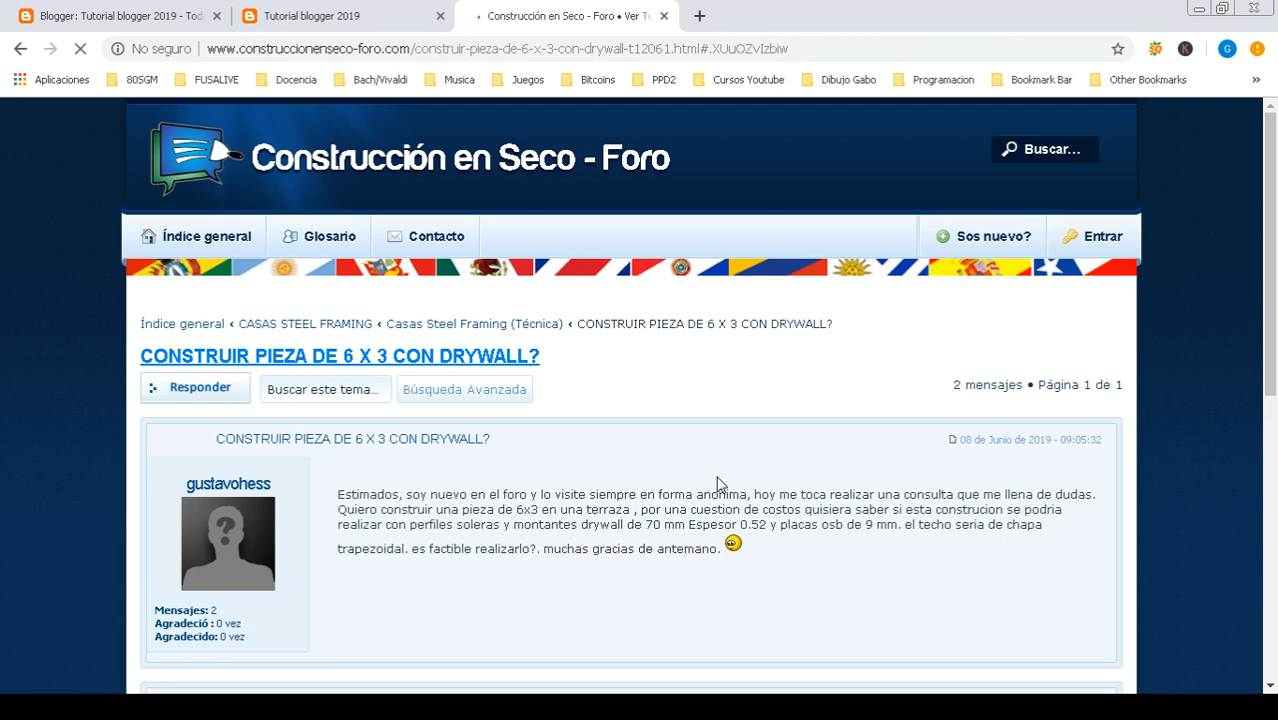 Blogger: Tutorial blogger 2019 - Tod
Tutorial blogger 2019
Construcción en Seco - Foro • Ver Te
No seguro
www.construccionenseco-foro.com/construir-pieza-de-6-x-3-con-drywall-t12061.html#.XUuOZvIzbiw
Aplicaciones
80SGM
FUSALIVE
Docencia
Bach/Vivaldi
Musica
Juegos
Bitcoins
PPD2
Cursos Youtube
Dibujo Gabo
Programacion
Bookmark Bar
Other Bookmarks
Construcción en Seco - Foro
Buscar...
Índice general
Glosario
Contacto
Sos nuevo?
Entrar
Índice general ‹ CASAS STEEL FRAMING ‹ Casas Steel Framing (Técnica) ‹ CONSTRUIR PIEZA DE 6 X 3 CON DRYWALL?
CONSTRUIR PIEZA DE 6 X 3 CON DRYWALL?
Responder
Buscar este tema...
Búsqueda Avanzada
2 mensajes • Página 1 de 1
CONSTRUIR PIEZA DE 6 X 3 CON DRYWALL?
08 de Junio de 2019 - 09:05:32
gustavohess
Estimados, soy nuevo en el foro y lo visite siempre en forma anonima, hoy me toca realizar una consulta que me llena de dudas.
Quiero construir una pieza de 6x3 en una terraza , por una cuestion de costos quisiera saber si esta construcion se podria
realizar con perfiles soleras y montantes drywall de 70 mm Espesor 0.52 y placas osb de 9 mm. el techo seria de chapa
trapezoidal. es factible realizarlo?. muchas gracias de antemano.
Mensajes: 2
Agradeció : 0 vez
Agradecido: 0 vez